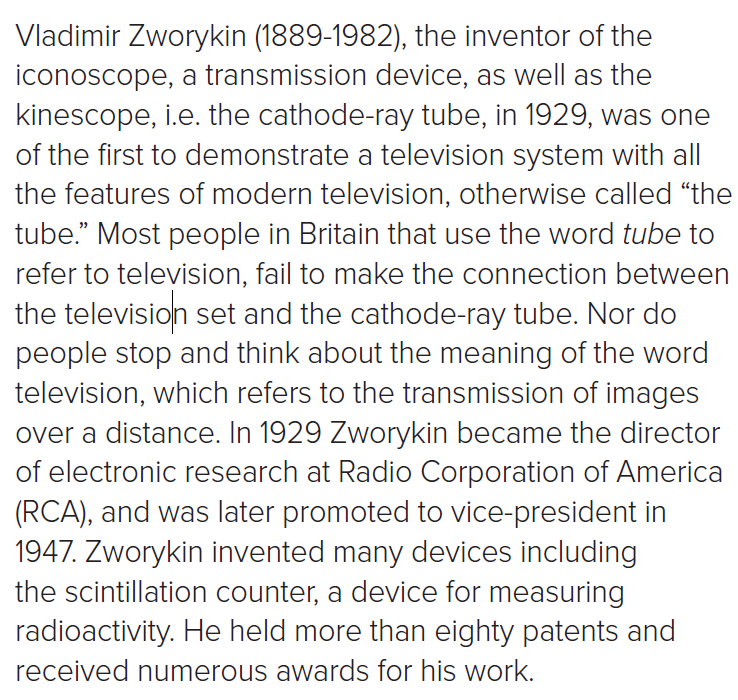 Vladimir Zworykin (1889-1982), the inventor of the
iconoscope, a transmission device, as well as the
kinescope, i.e. the cathode-ray tube, in 1929, was one
of the first to demonstrate a television system with all
the features of modern television, otherwise called “the
tube.” Most people in Britain that use the word tube to
refer to television, fail to make the connection between
the television set and the cathode-ray tube. Nor do
people stop and think about the meaning of the word
television, which refers to the transmission of images
over a distance. In 1929 Zworykin became the director
of electronic research at Radio Corporation of America
(RCA), and was later promoted to vice-president in
1947. Zworykin invented many devices including
the scintillation counter, a device for measuring
radioactivity. He held more than eighty patents and
received numerous awards for his work.